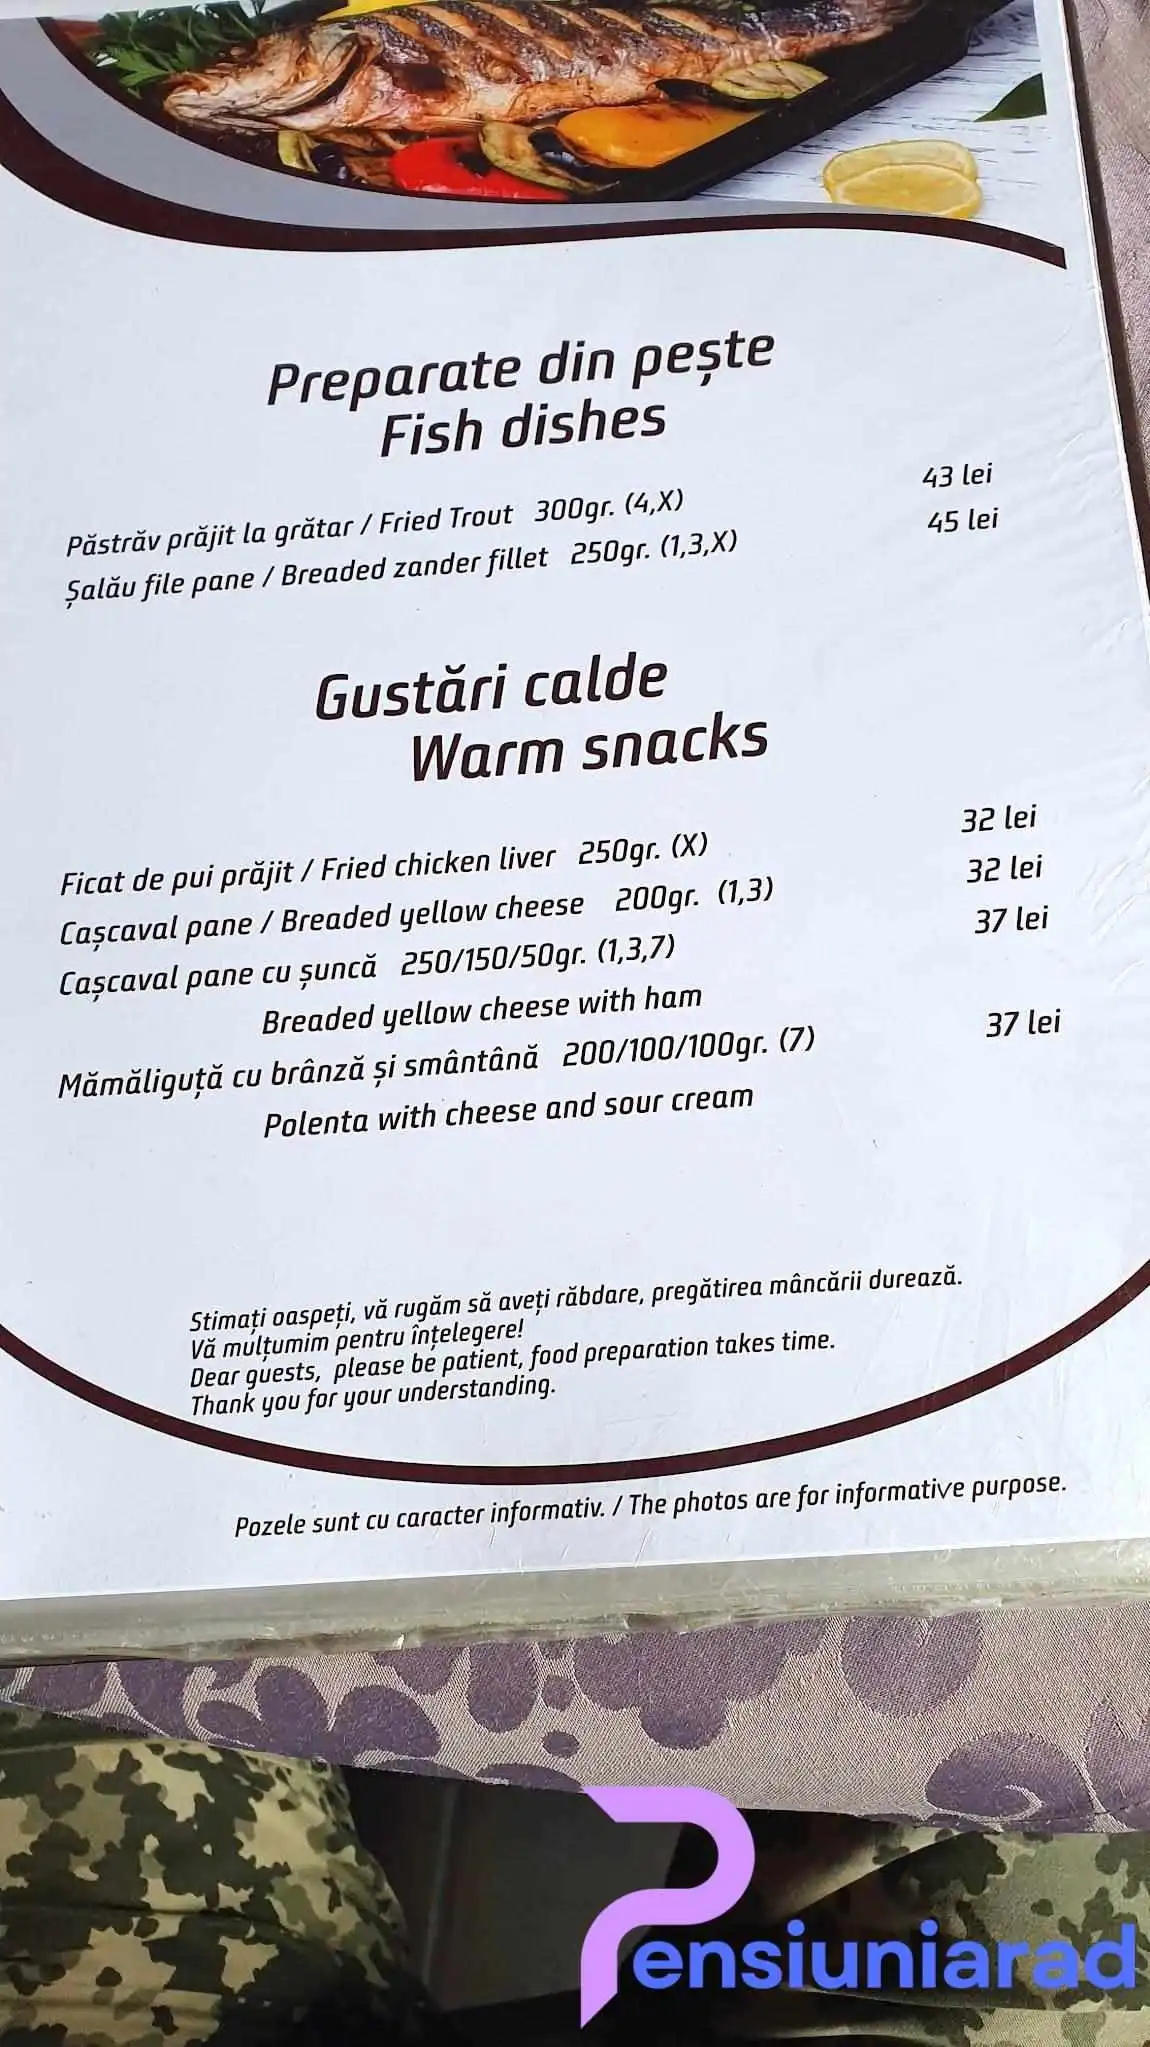 Preparate din pește
Fish dishes
Păstrăv prăjit la grătar / Fried Trout 300gr. (4,X) 43 lei
Șalău file pane / Breaded zander fillet 250gr. (1,3,X) 45 lei
Gustări calde
Warm snacks
Ficat de pui prăjit / Fried chicken liver 250gr. (X) 32 lei
Cașcaval pane / Breaded yellow cheese 200gr. (1,3) 32 lei
Cașcaval pane cu șuncă 250/150/50gr. (1,3,7) 37 lei
Breaded yellow cheese with ham
Mămăliguță cu brânză și smântână 200/100/100gr. (7) 37 lei
Polenta with cheese and sour cream
Stimați oaspeți, vă rugăm să aveți răbdare, pregătirea mâncării durează.
Vă mulțumim pentru înțelegere!
Dear guests, please be patient, food preparation takes time.
Thank you for your understanding.
Pozele sunt cu caracter informativ. / The photos are for informative purpose.
Pensiuniarad